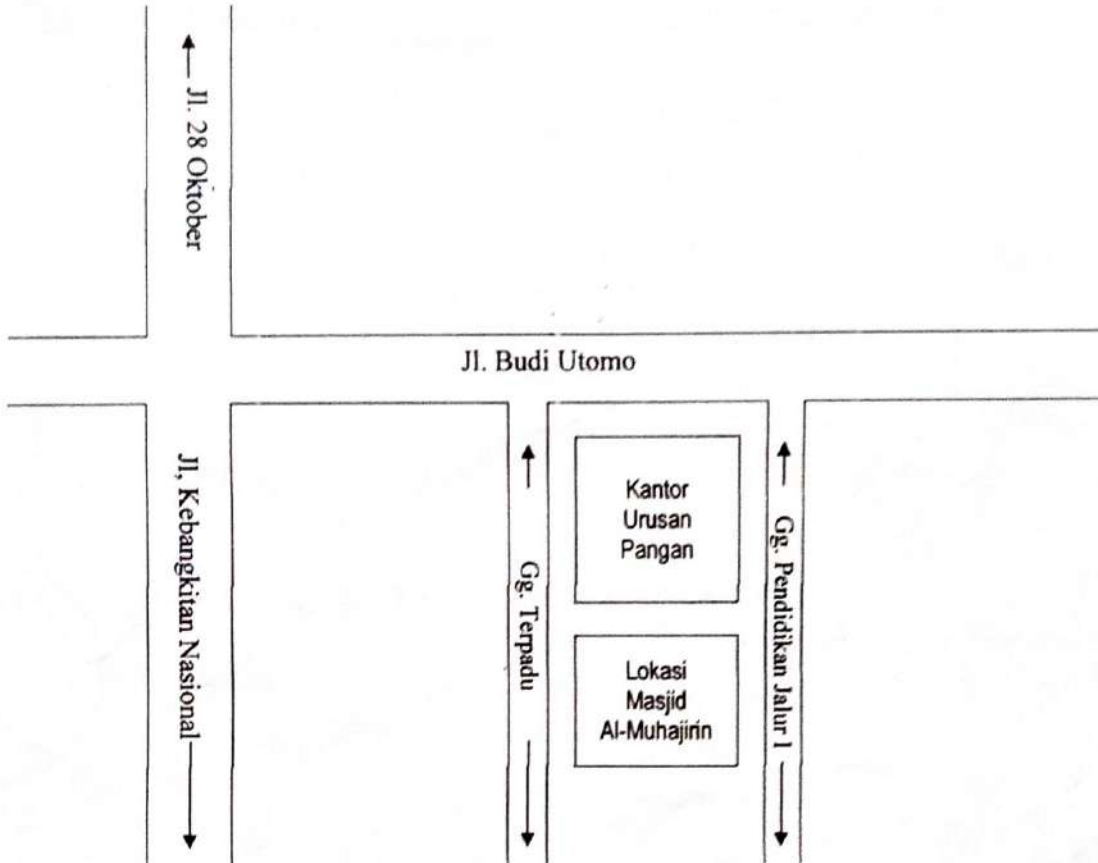 Jl. 28 Oktober
Jl. Budi Utomo
Jl, Kebangkitan Nasional
Gg. Terpadu
Kantor
Urusan
Pangan
Lokasi
Masjid
Al-Muhajirin
Gg. Pendidikan Jalur 1